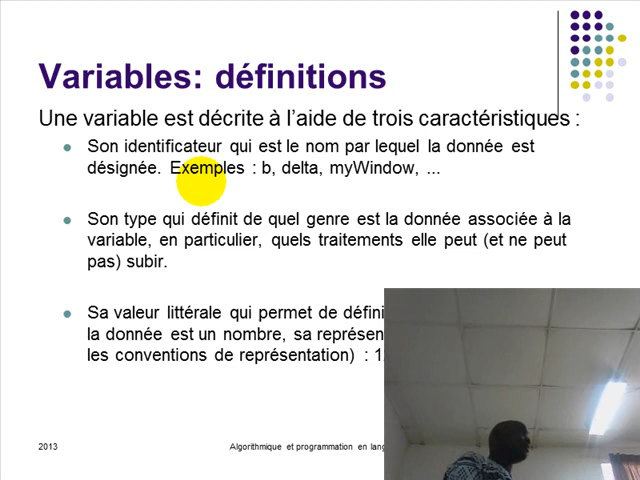 Variables: définitions
Une variable est décrite à l'aide de trois caractéristiques :
Son identificateur qui est le nom par lequel la donnée est
désignée. Exemples : b, delta, myWindow, ...
Son type qui définit de quel genre est la donnée associée à la
variable, en particulier, quels traitements elle peut (et ne peut
pas) subir.
Sa valeur littérale qui permet de défini
la donnée est un nombre, sa représen
les conventions de représentation) : 1
2013
Algorithmique et programmation en lang